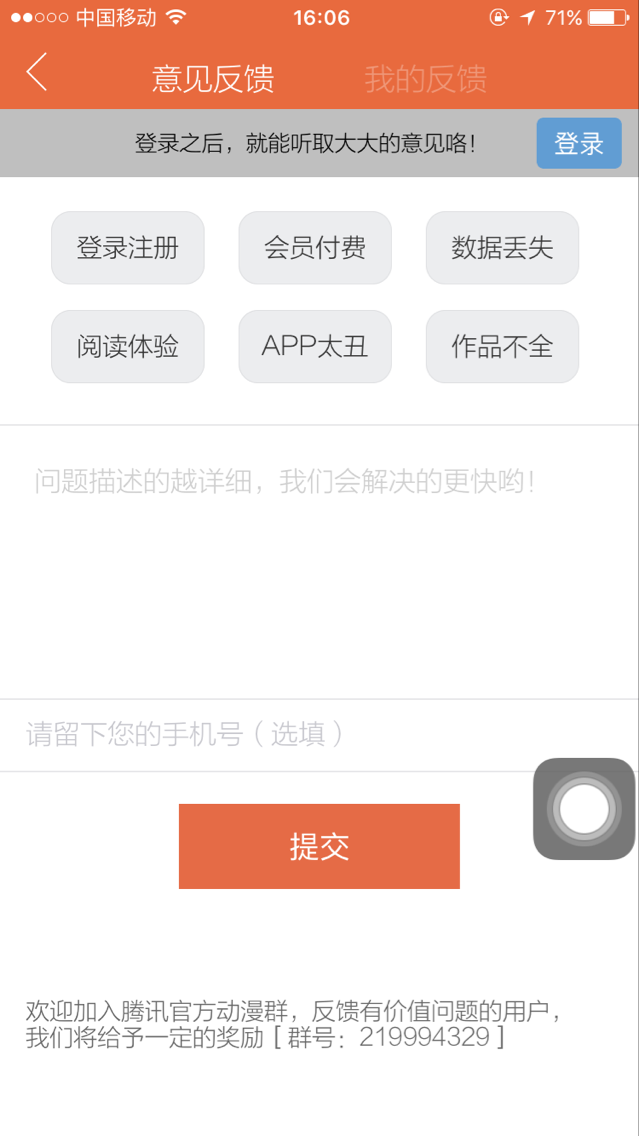 中国移动 16:06 71%
意见反馈 我的反馈
登录之后，就能听取大大的意见咯！ 登录
登录注册 会员付费 数据丢失
阅读体验 APP太丑 作品不全
问题描述的越详细，我们会解决的更快哟！
请留下您的手机号（选填）
提交
欢迎加入腾讯官方动漫群，反馈有价值问题的用户，
我们将给予一定的奖励［群号：219994329］